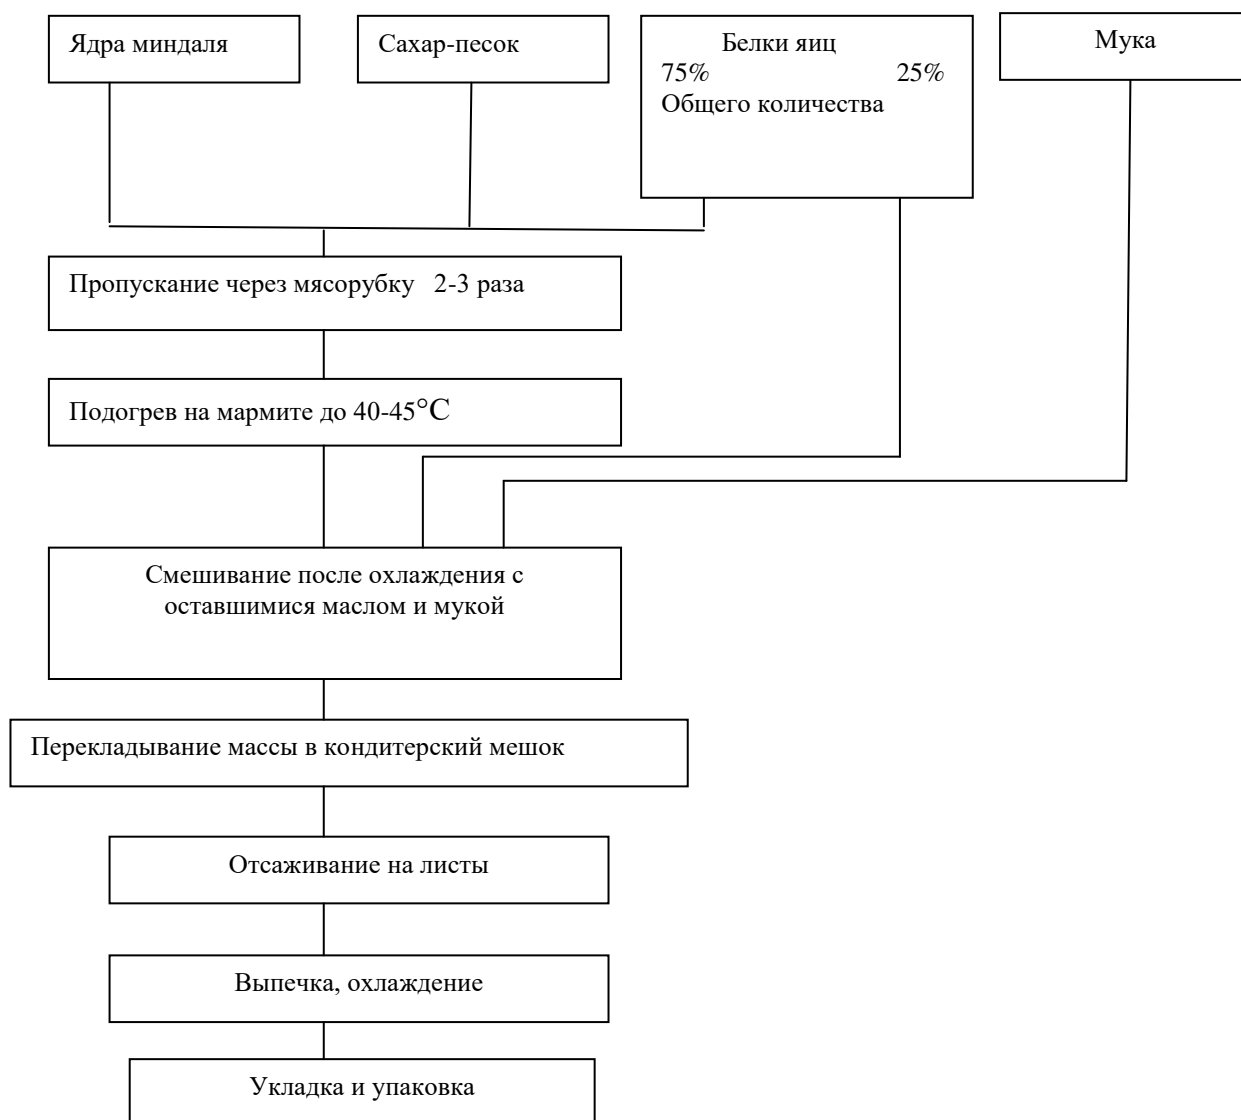 Ядра миндаля
Сахар-песок
Белки яиц
75% 25%
Общего количества
Мука
Пропускание через мясорубку 2-3 раза
Подогрев на мармите до 40-45°С
Смешивание после охлаждения с
оставшимися маслом и мукой
Перекладывание массы в кондитерский мешок
Отсаживание на листы
Выпечка, охлаждение
Укладка и упаковка